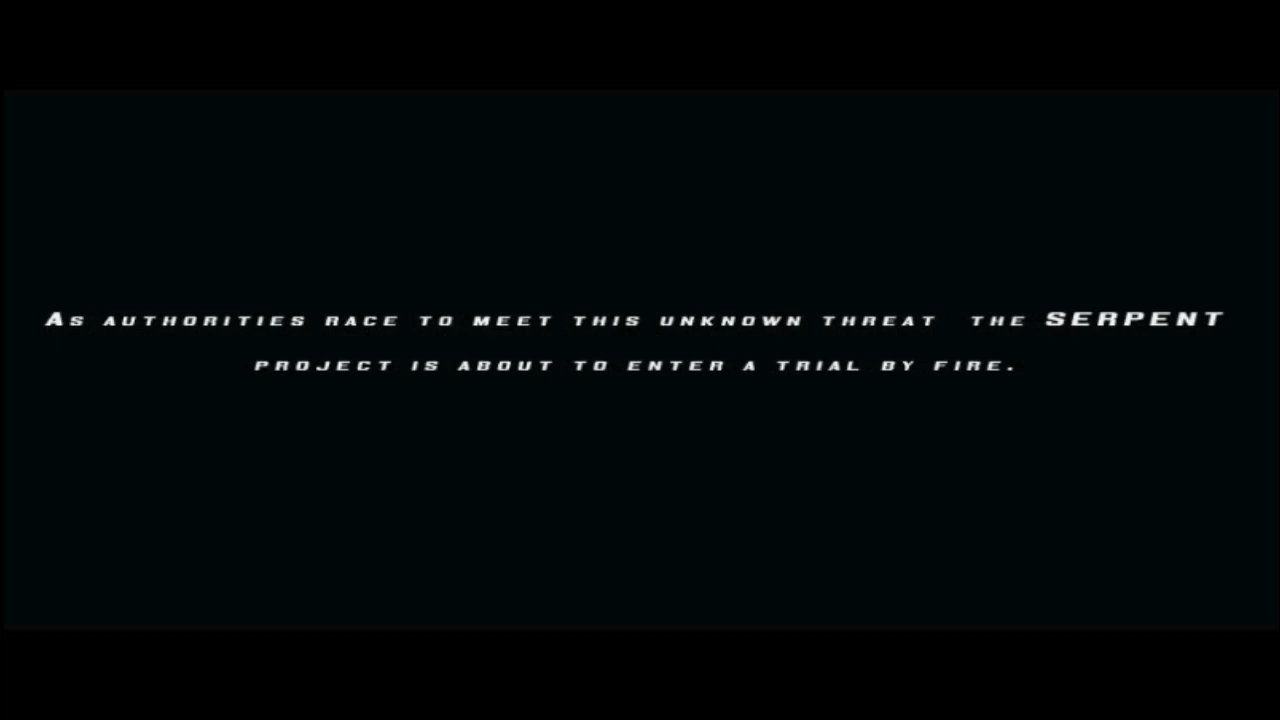 As authorities race to meet this unknown threat  the SERPENT
project is about to enter a trial by fire.